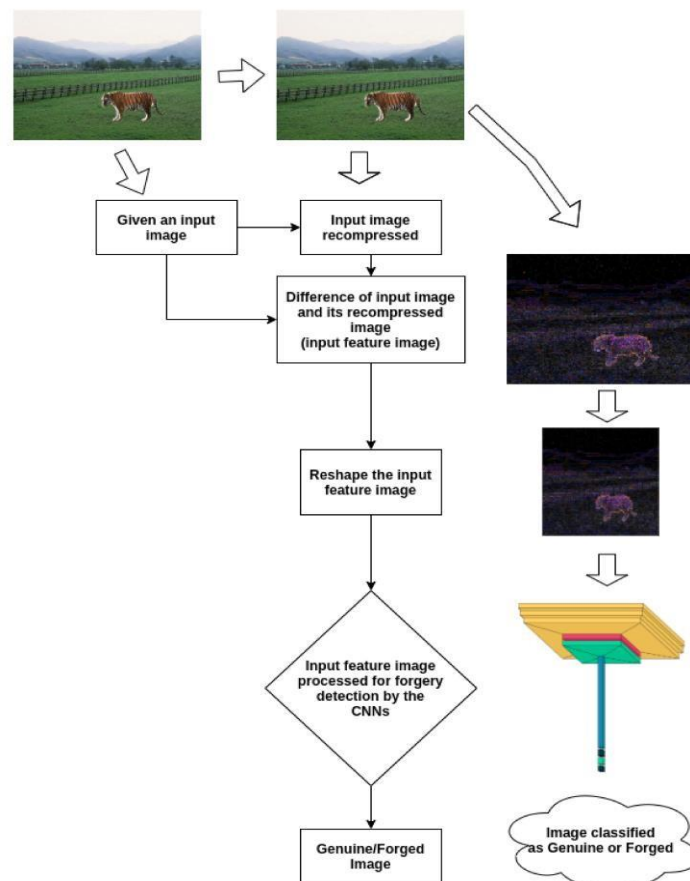 Given an input
image
Input image
recompressed
Difference of input image
and its recompressed
image
(input feature image)
Reshape the input
feature image
Input feature image
processed for forgery
detection by the
CNNs
Genuine/Forged
Image
Image classified
as Genuine or Forged